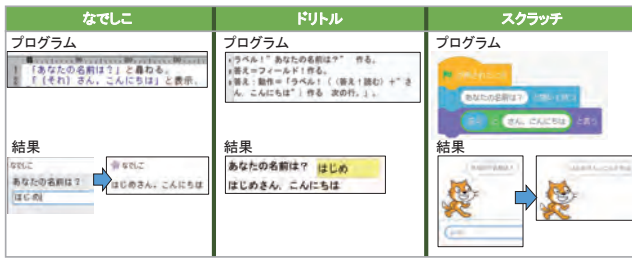 なでしこ
ドリトル
スクラッチ
プログラム
1 「あなたの名前は？」と尋ねる。
2 『｛それ｝さん、こんにちは』と表示。
結果
なでしこ
あなたの名前は？
はじめ
なでしこ
はじめさん、こんにちは
プログラム
ラベル！"あなたの名前は？" 作る。
答え＝フィールド！作る。
答え：動作＝「ラベル！（（答え！読む）＋"さ
ん、こんにちは"）作る 次の行。」。
結果
あなたの名前は？ はじめ
はじめさん、こんにちは
プログラム
あなたの名前は？
と さん、こんにちは と言う
結果